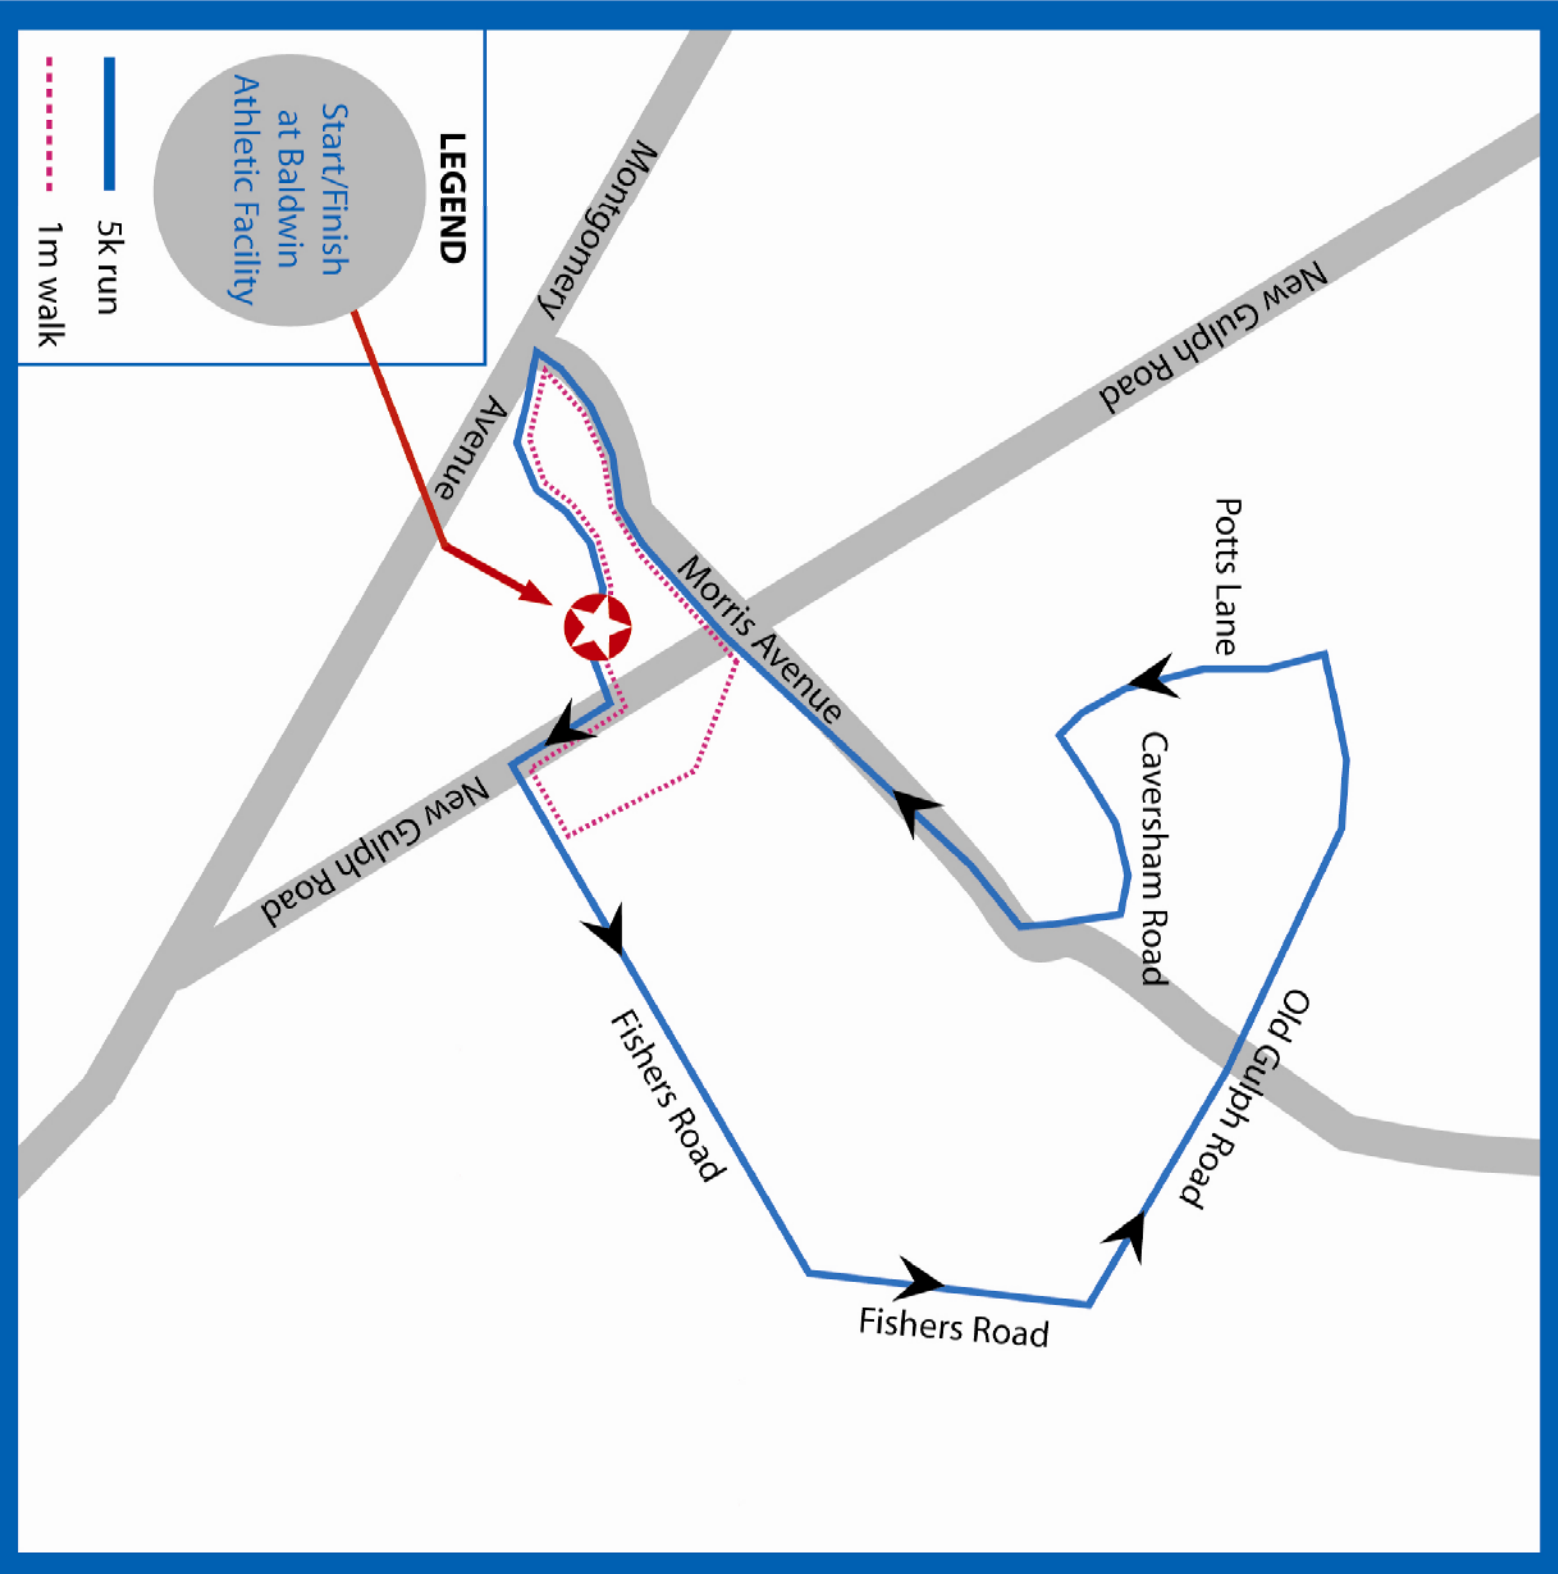 LEGEND
Start/Finish
at Baldwin
Athletic Facility
5k run
1m walk
Montgomery
Avenue
New Gulph Road
Morris Avenue
Potts Lane
Caversham Road
Old Gulph Road
New Gulph Road
Fishers Road
Fishers Road